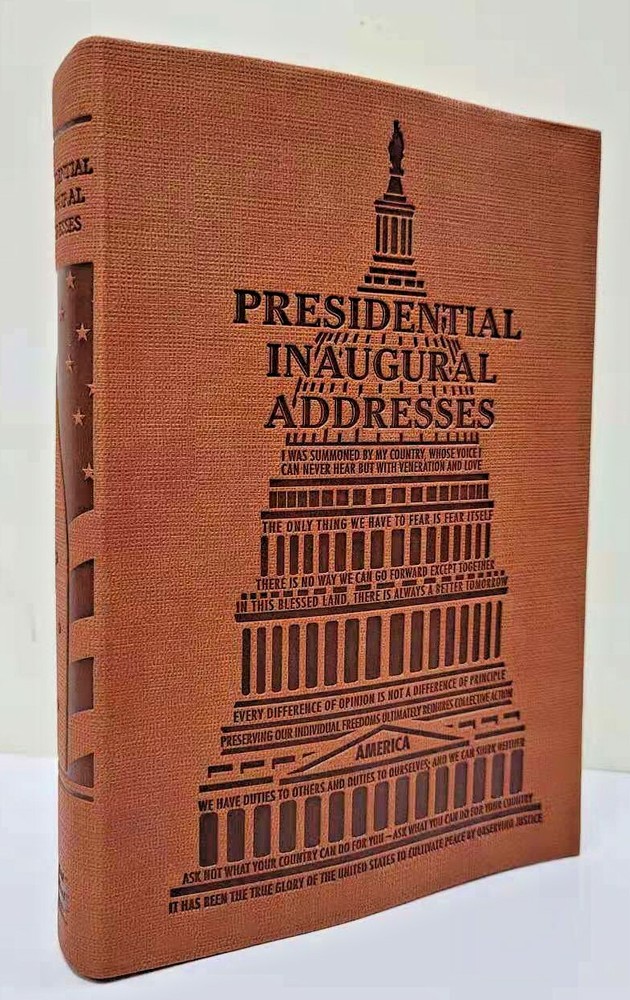 PRESIDENTIAL
INAUGURAL
ADDRESSES
I WAS SUMMONED BY MY COUNTRY, WHOSE VOICE I
CAN NEVER HEAR BUT WITH VENERATION AND LOVE
THE ONLY THING WE HAVE TO FEAR IS FEAR ITSELF
THERE IS NO WAY WE CAN GO FORWARD EXCEPT TOGETHER
IN THIS BLESSED LAND, THERE IS ALWAYS A BETTER TOMORROW
EVERY DIFFERENCE OF OPINION IS NOT A DIFFERENCE OF PRINCIPLE
PRESERVING OUR INDIVIDUAL FREEDOMS ULTIMATELY REQUIRES COLLECTIVE ACTION
AMERICA
WE HAVE DUTIES TO OTHERS AND DUTIES TO OURSELVES; AND WE CAN SHIRK NEITHER
ASK NOT WHAT YOUR COUNTRY CAN DO FOR YOU—ASK WHAT YOU CAN DO FOR YOUR COUNTRY
IT HAS BEEN THE TRUE GLORY OF THE UNITED STATES TO CULTIVATE PEACE BY OBSERVING JUSTICE